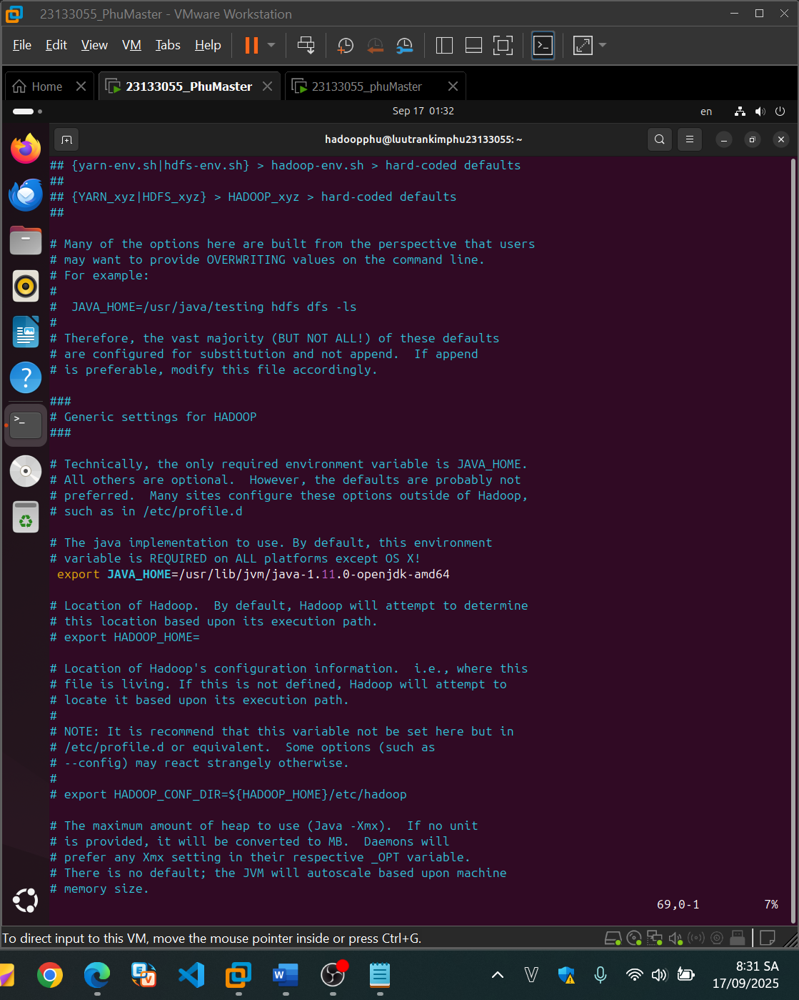 23133055_PhuMaster - VMware Workstation
File Edit View VM Tabs Help
Home 23133055_PhuMaster 23133055_phuMaster
Sep 17 01:32 en
hadoopphu@luutrankimphu23133055: ~
## {yarn-env.sh|hdfs-env.sh} > hadoop-env.sh > hard-coded defaults
##
## {YARN_xyz|HDFS_xyz} > HADOOP_xyz > hard-coded defaults
##
# Many of the options here are built from the perspective that users
# may want to provide OVERWRITING values on the command line.
# For example:
#
#  JAVA_HOME=/usr/java/testing hdfs dfs -ls
#
# Therefore, the vast majority (BUT NOT ALL!) of these defaults
# are configured for substitution and not append.  If append
# is preferable, modify this file accordingly.
###
# Generic settings for HADOOP
###
# Technically, the only required environment variable is JAVA_HOME.
# All others are optional.  However, the defaults are probably not
# preferred.  Many sites configure these options outside of Hadoop,
# such as in /etc/profile.d
# The java implementation to use. By default, this environment
# variable is REQUIRED on ALL platforms except OS X!
export JAVA_HOME=/usr/lib/jvm/java-1.11.0-openjdk-amd64
# Location of Hadoop.  By default, Hadoop will attempt to determine
# this location based upon its execution path.
# export HADOOP_HOME=
# Location of Hadoop's configuration information.  i.e., where this
# file is living. If this is not defined, Hadoop will attempt to
# locate it based upon its execution path.
#
# NOTE: It is recommend that this variable not be set here but in
# /etc/profile.d or equivalent.  Some options (such as
# --config) may react strangely otherwise.
#
# export HADOOP_CONF_DIR=${HADOOP_HOME}/etc/hadoop
# The maximum amount of heap to use (Java -Xmx).  If no unit
# is provided, it will be converted to MB.  Daemons will
# prefer any Xmx setting in their respective _OPT variable.
# There is no default; the JVM will autoscale based upon machine
# memory size.
69,0-1 7%
To direct input to this VM, move the mouse pointer inside or press Ctrl+G.
8:31 SA
17/09/2025